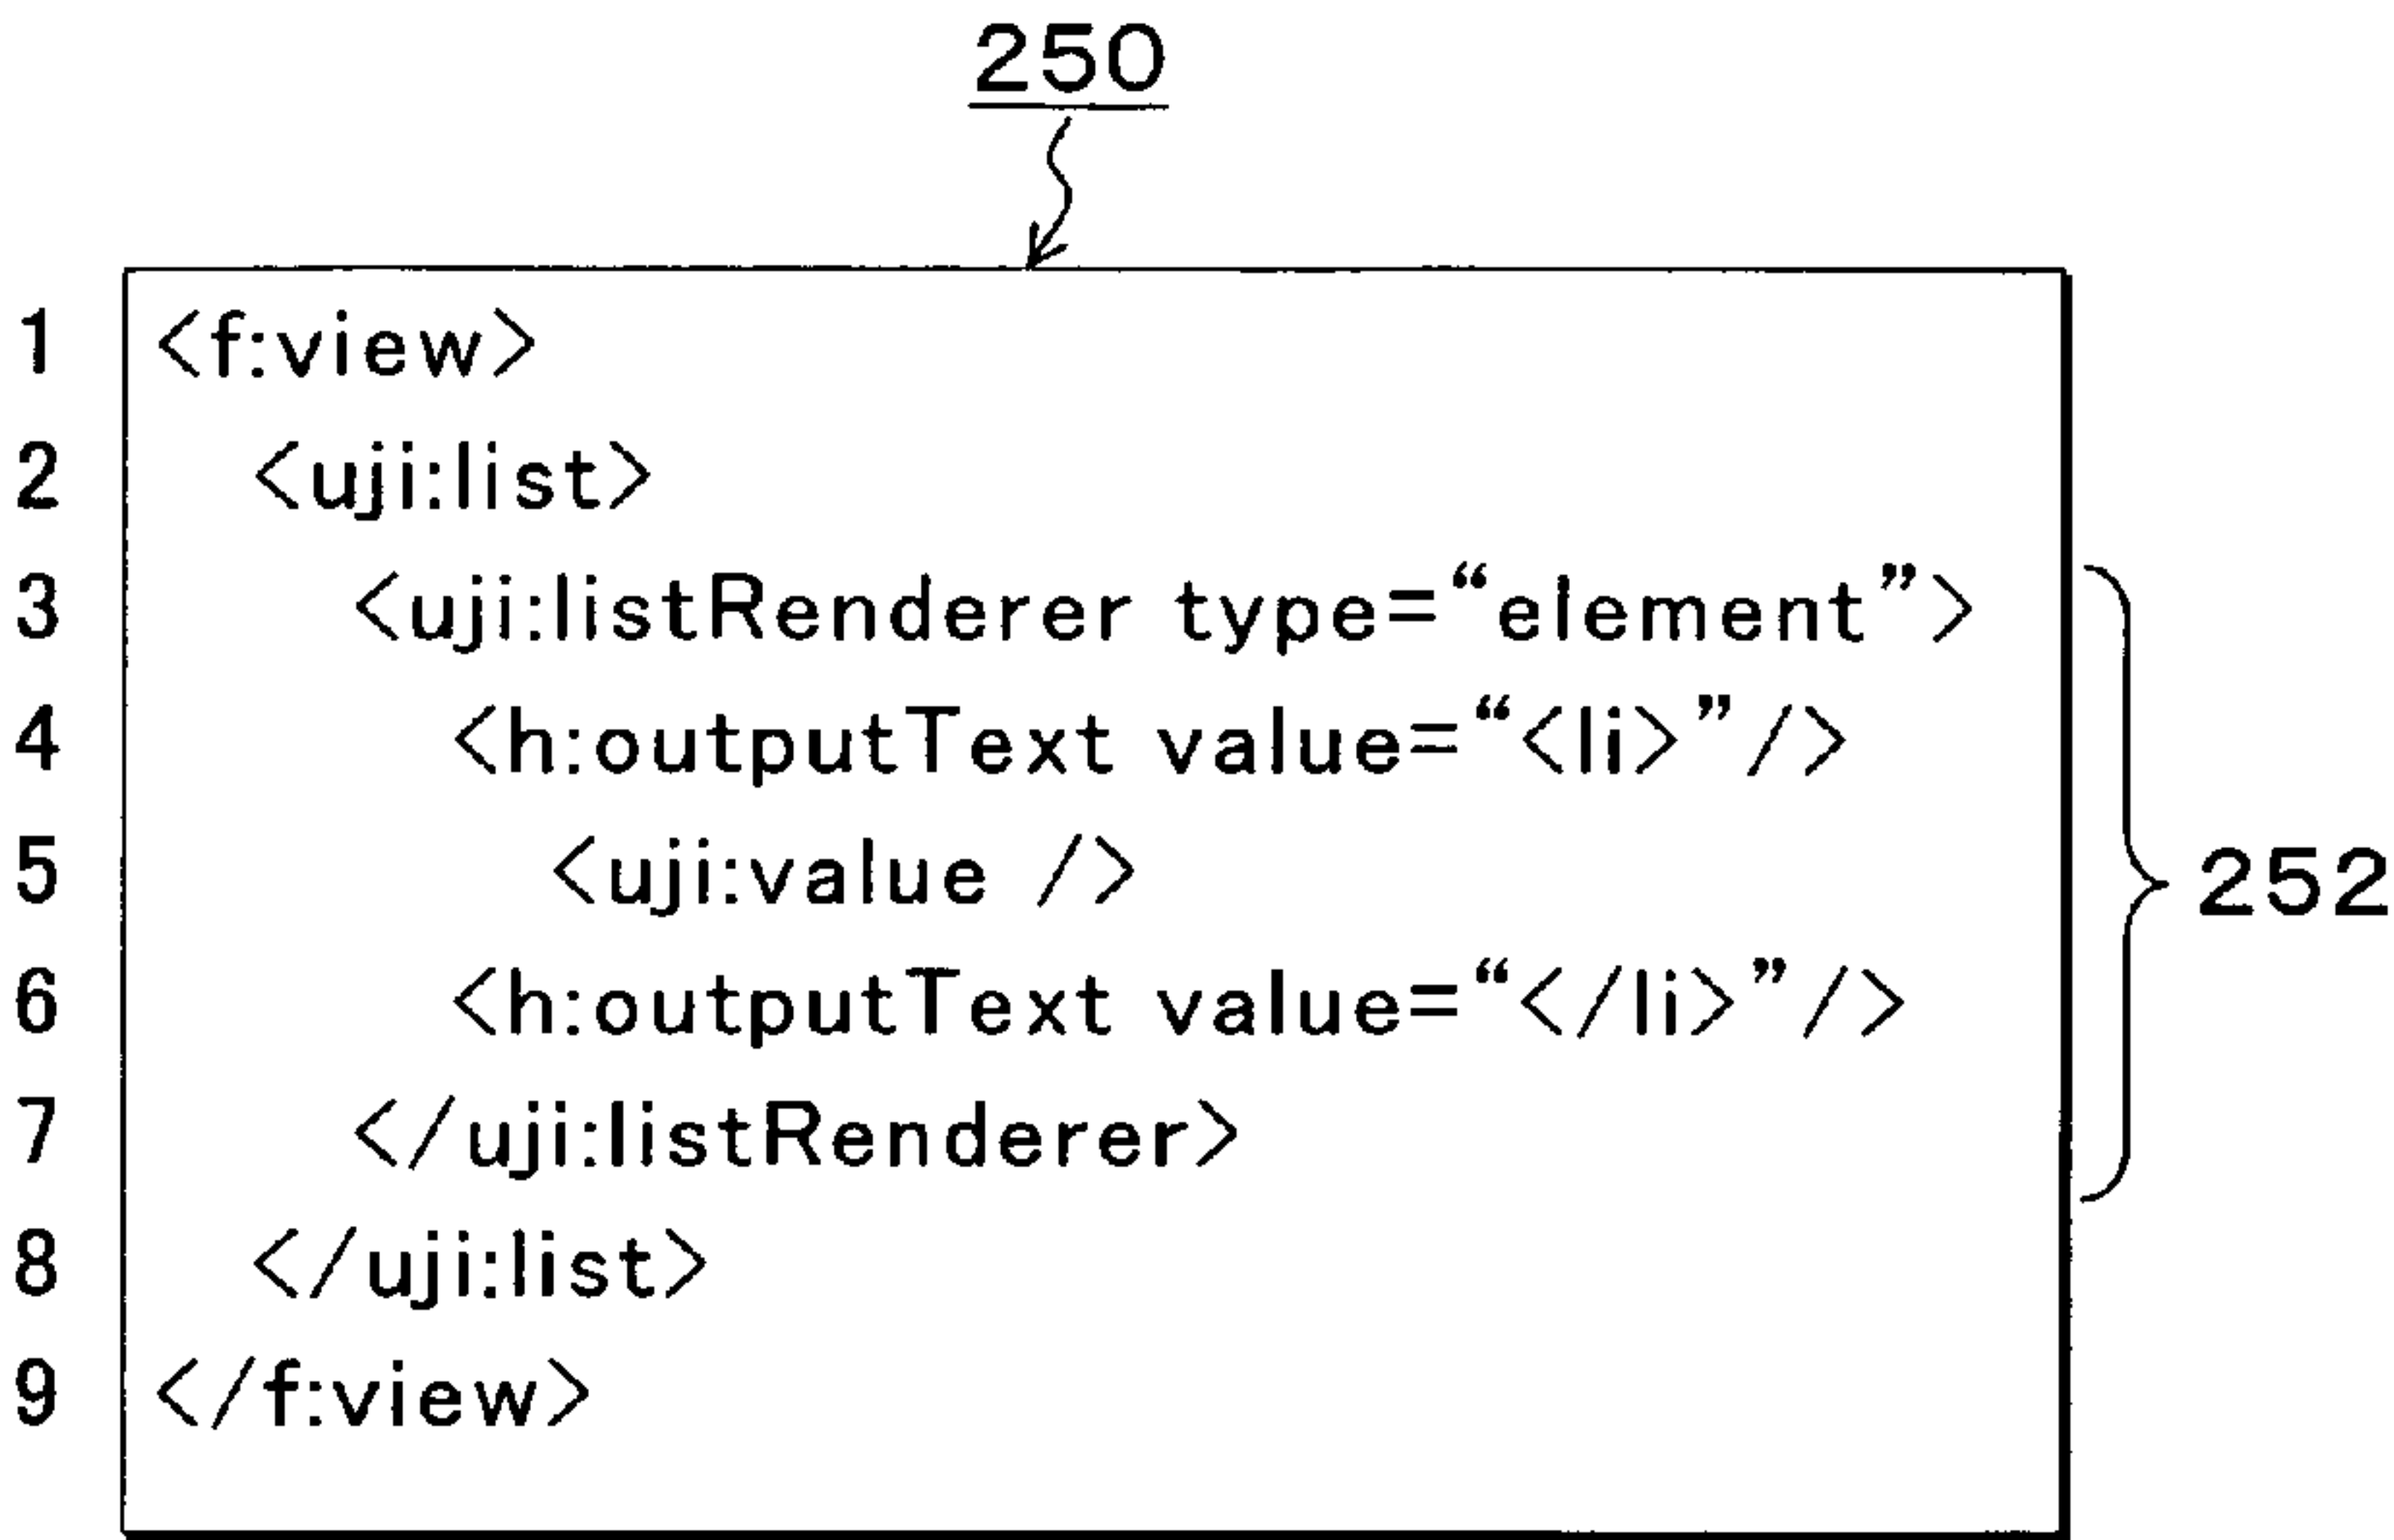 250
1 <f:view>
2 <uji:list>
3 <uji:listRenderer type=“element”>
4 <h:outputText value=“<li>”/>
5 <uji:value />
6 <h:outputText value=“</li>”/>
7 </uji:listRenderer>
8 </uji:list>
9 </f:view>
252